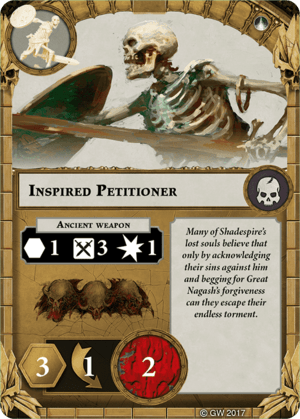 INSPIRED PETITIONER
ANCIENT WEAPON
1 3 1
Many of Shadespire's
lost souls believe that
only by acknowledging
their sins against him
and begging for Great
Nagash's forgiveness
can they escape their
endless torment.
3 1 2
© GW 2017